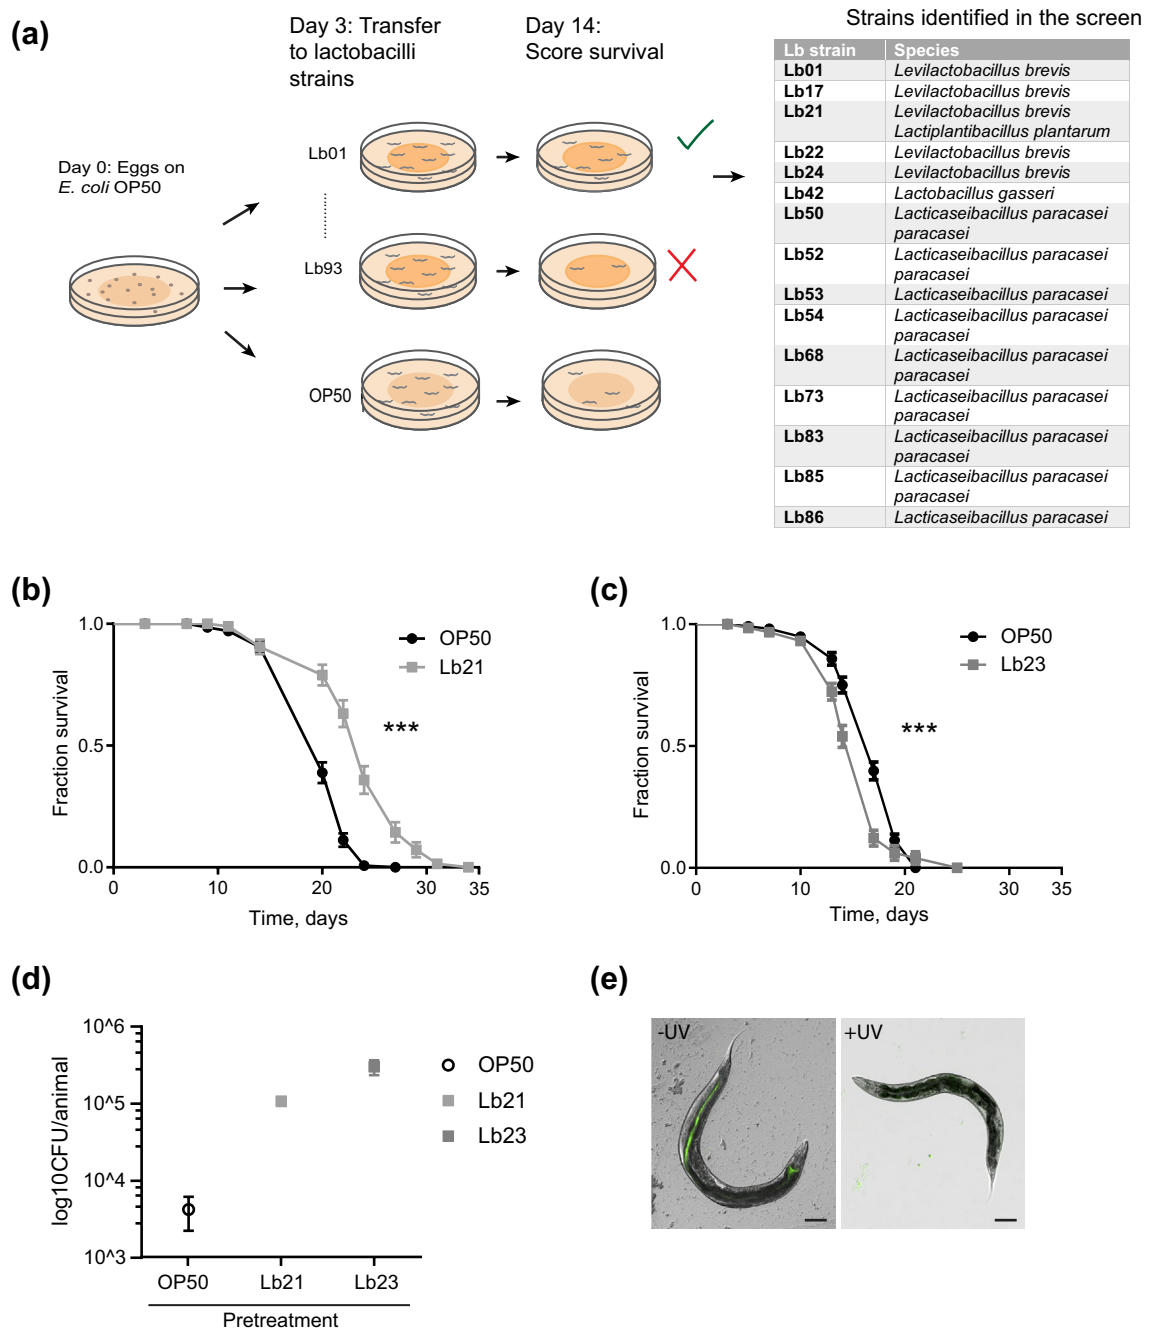 (a)
Day 0: Eggs on
E. coli OP50
Day 3: Transfer
to lactobacilli
strains
Day 14:
Score survival
Lb01
Lb93
OP50
Strains identified in the screen
Lb strain Species
Lb01 Levilactobacillus brevis
Lb17 Levilactobacillus brevis
Lb21 Levilactobacillus brevis
Lactiplantibacillus plantarum
Lb22 Levilactobacillus brevis
Lb24 Levilactobacillus brevis
Lb42 Lactobacillus gasseri
Lb50 Lacticaseibacillus paracasei
paracasei
Lb52 Lacticaseibacillus paracasei
paracasei
Lb53 Lacticaseibacillus paracasei
Lb54 Lacticaseibacillus paracasei
paracasei
Lb68 Lacticaseibacillus paracasei
paracasei
Lb73 Lacticaseibacillus paracasei
paracasei
Lb83 Lacticaseibacillus paracasei
paracasei
Lb85 Lacticaseibacillus paracasei
paracasei
Lb86 Lacticaseibacillus paracasei
(b)
Fraction survival
1.0
0.5
0.0
0 10 20 30 35
Time, days
OP50
Lb21
***
(c)
Fraction survival
1.0
0.5
0.0
0 10 20 30 35
Time, days
OP50
Lb23
***
(d)
log10CFU/animal
10^6
10^5
10^4
10^3
OP50 Lb21 Lb23
Pretreatment
OP50
Lb21
Lb23
(e)
-UV
+UV